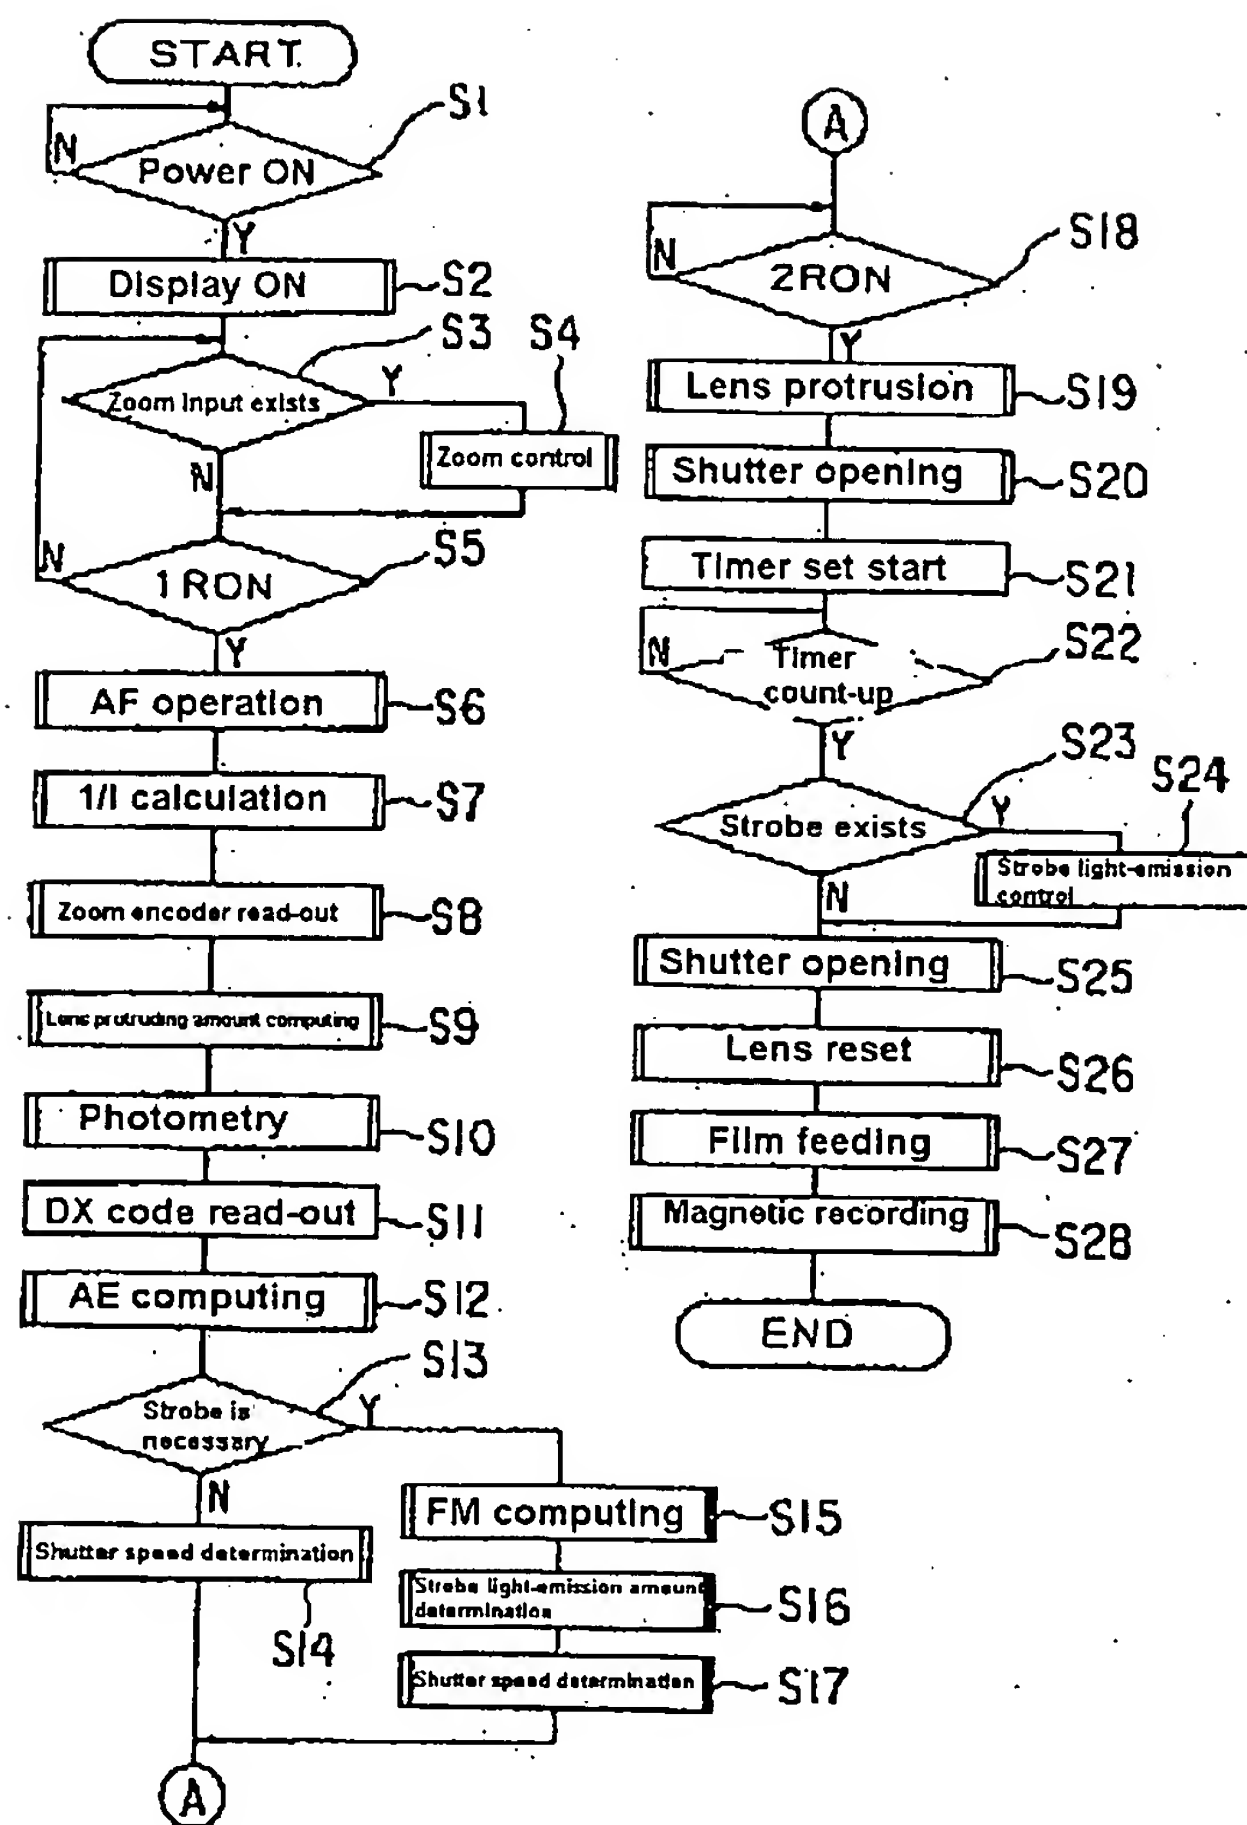 START
S1
N
Power ON
Y
Display ON
S2
S3
S4
Zoom input exists
Y
Zoom control
N
S5
N
1 RON
Y
AF operation
S6
1/l calculation
S7
Zoom encoder read-out
S8
Lens protruding amount computing
S9
Photometry
S10
DX code read-out
S11
AE computing
S12
S13
Strobe is
necessary
Y
N
Shutter speed determination
S14
FM computing
S15
Strobe light-emission amount
determination
S16
Shutter speed determination
S17
A
A
S18
N
2RON
Y
Lens protrusion
S19
Shutter opening
S20
Timer set start
S21
S22
N
Timer
count-up
Y
S23
S24
Strobe exists
Y
Strobe light-emission
control
N
Shutter opening
S25
Lens reset
S26
Film feeding
S27
Magnetic recording
S28
END